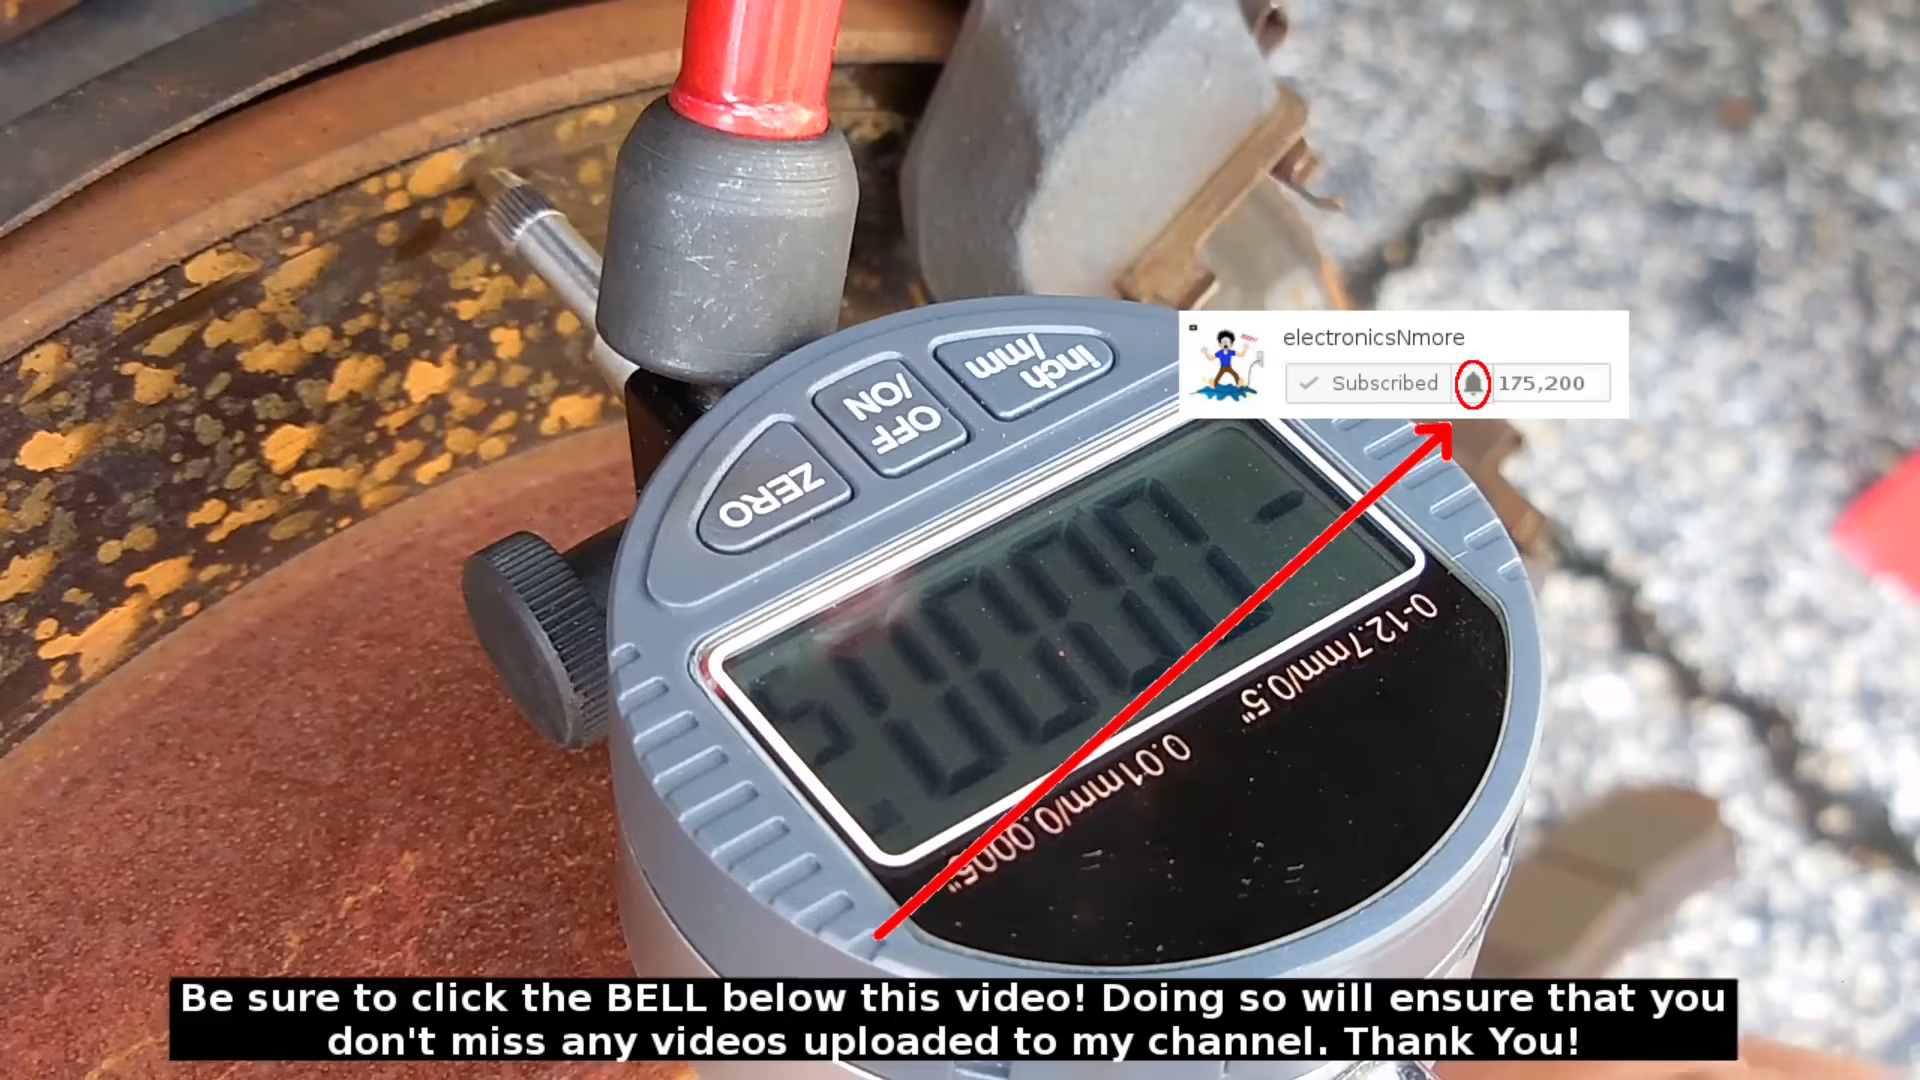 inch
/mm
OFF
/ON
ZERO
electronicsNmore
Subscribed 175,200
0-12.7mm/0.5"
0.01mm/0.0005"
Be sure to click the BELL below this video! Doing so will ensure that you
don't miss any videos uploaded to my channel. Thank You!